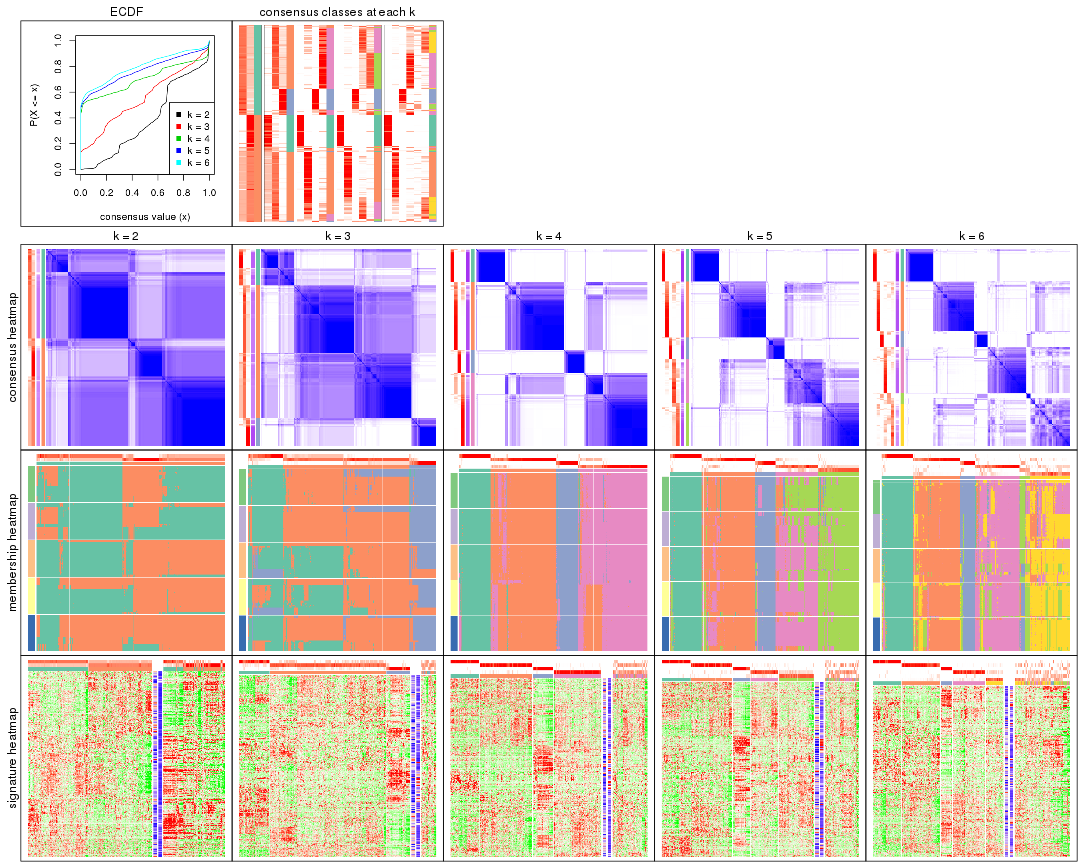 ECDF
consensus classes at each k
P(X <= x)
0.0 0.2 0.4 0.6 0.8 1.0
k = 2
k = 3
k = 4
k = 5
k = 6
0.0 0.2 0.4 0.6 0.8 1.0
consensus value (x)
k = 2
k = 3
k = 4
k = 5
k = 6
consensus heatmap
membership heatmap
signature heatmap